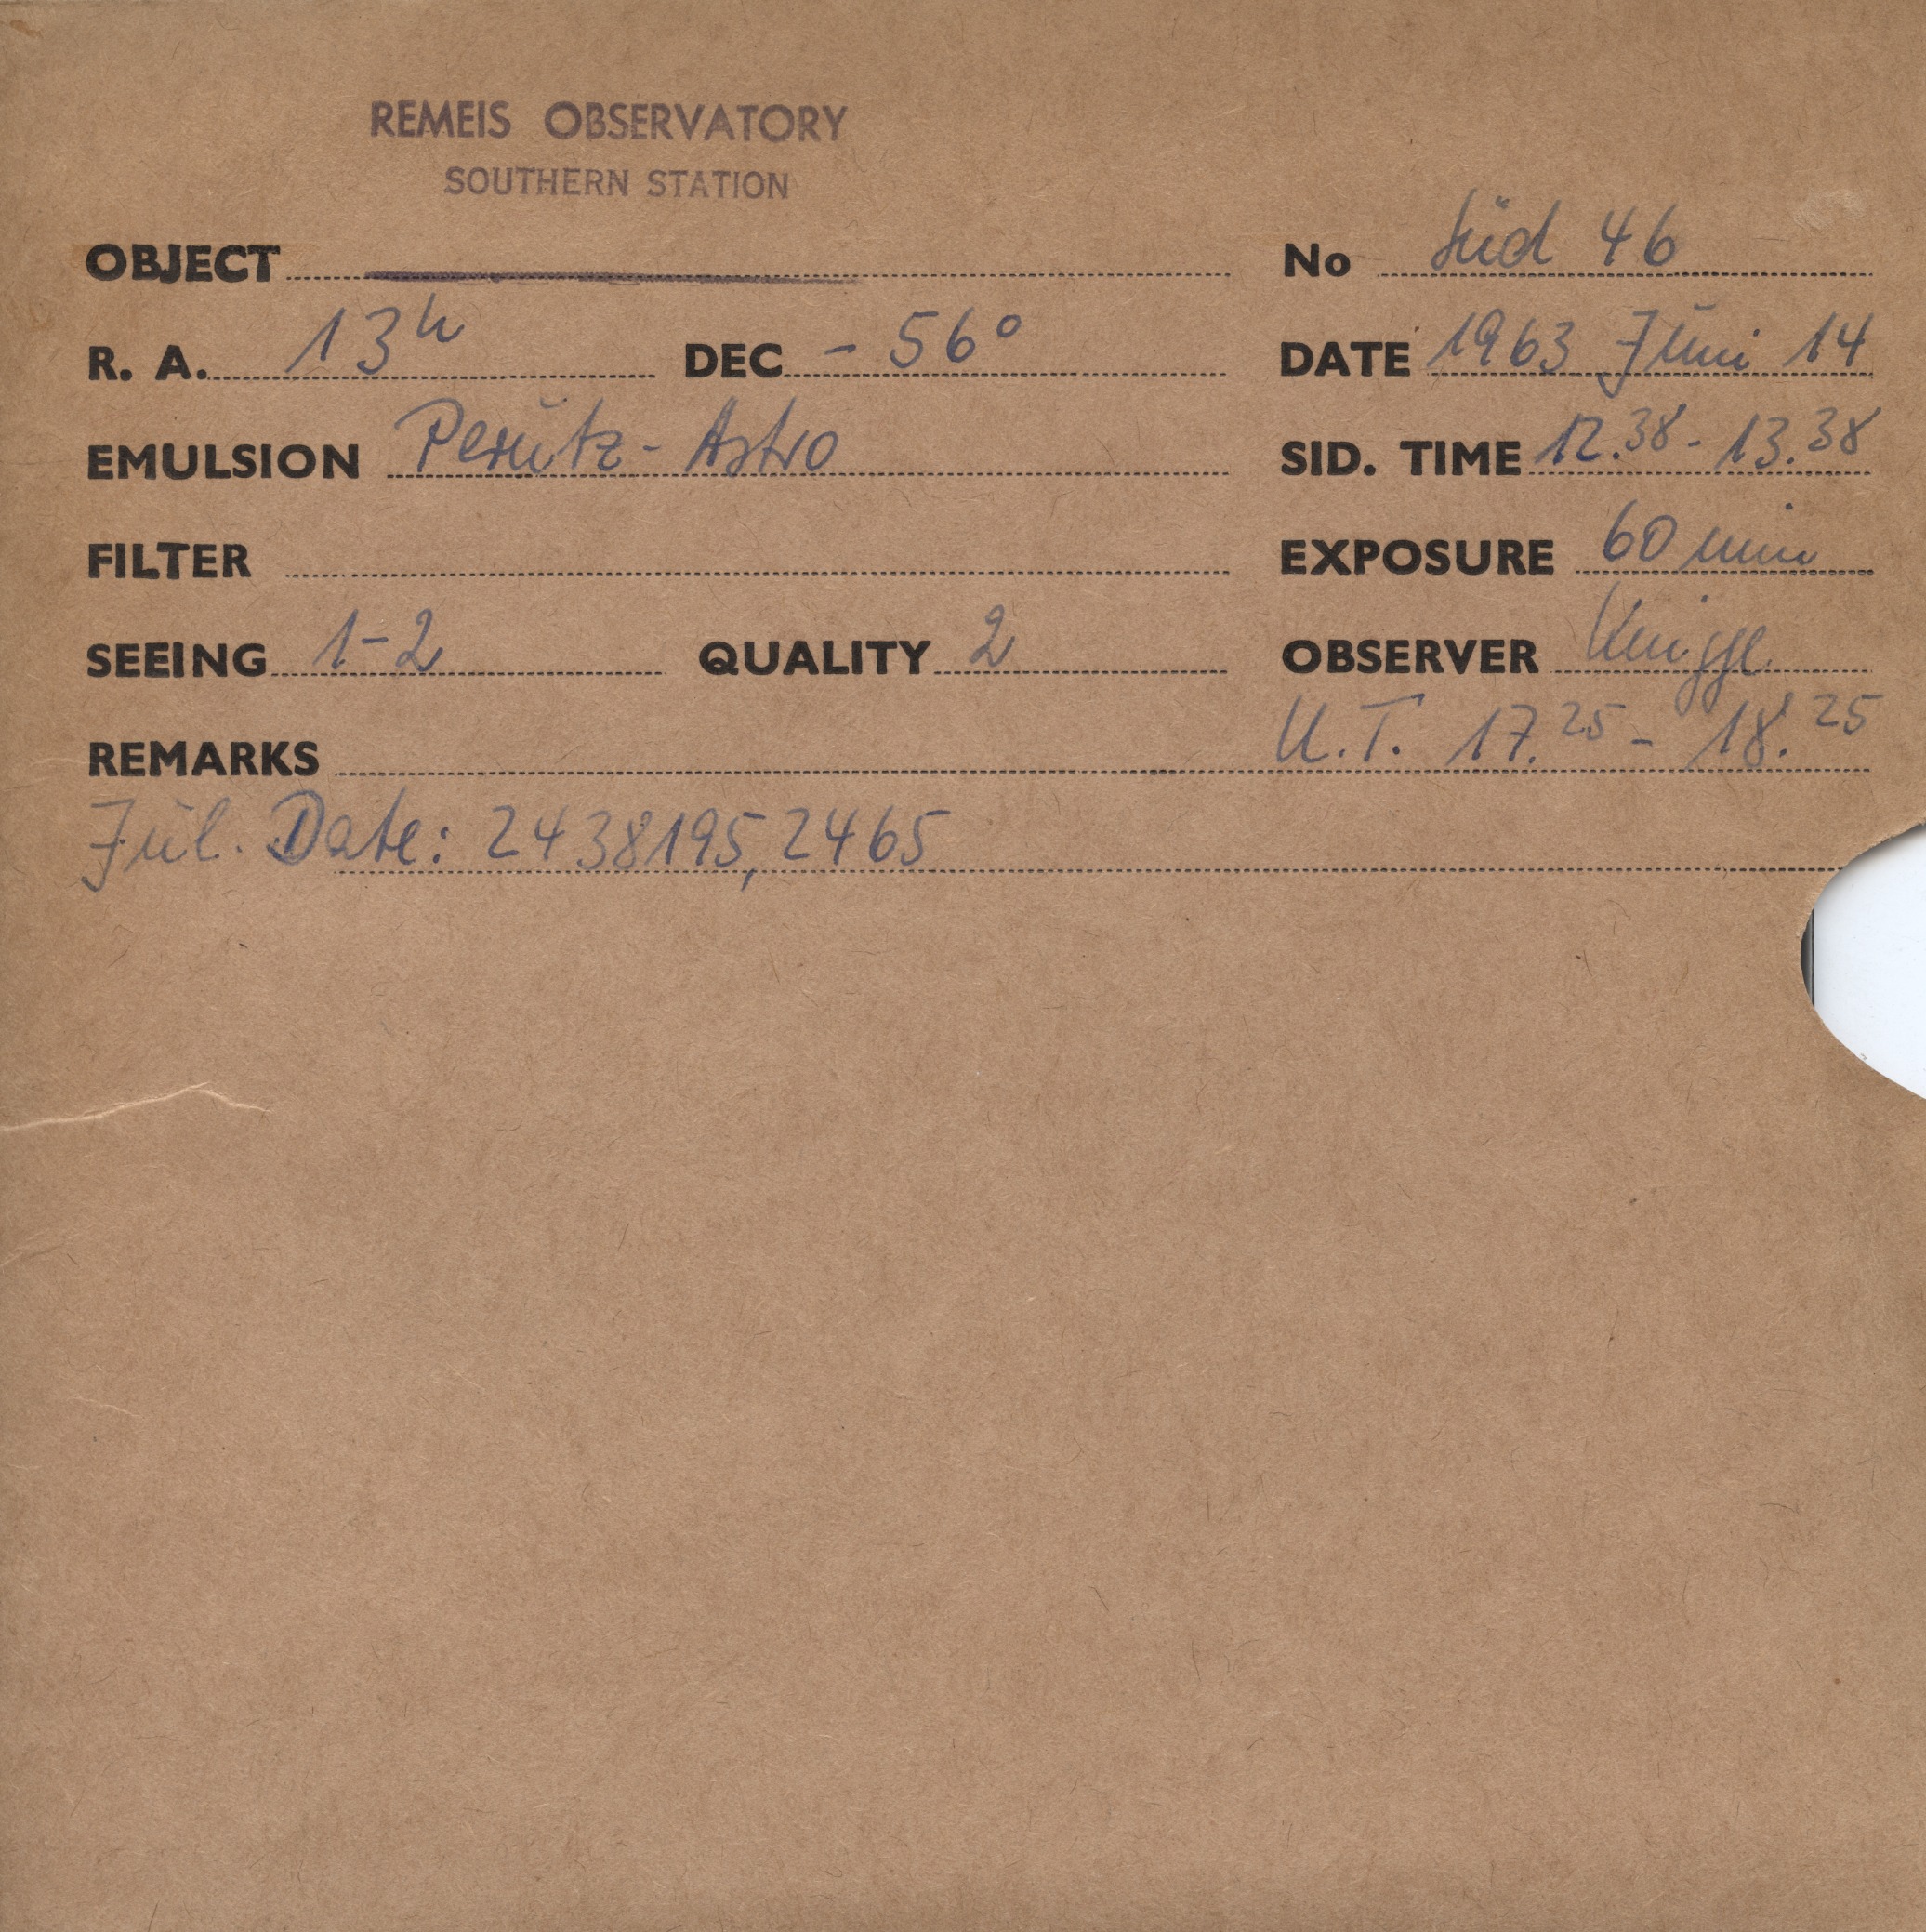 REMEIS OBSERVATORY
SOUTHERN STATION
OBJECT No Süd 46
R. A. 13h DEC - 56° DATE 1963 Juni 14
EMULSION Perutz - Astro SID. TIME 12.38 - 13.38
FILTER EXPOSURE 60 min
SEEING 1-2 QUALITY 2 OBSERVER Knigge
REMARKS U.T. 17.25 - 18.25
Jul. Date: 2438195,2465